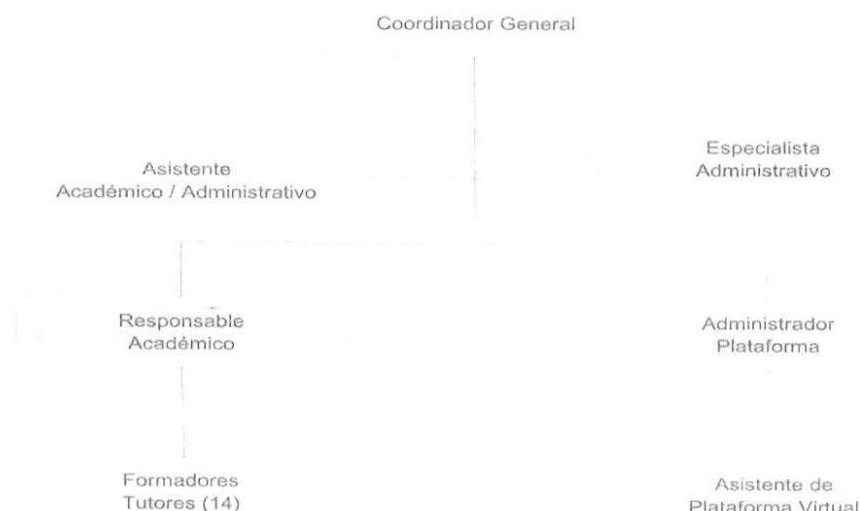 Coordinador General
Asistente
Académico / Administrativo
Especialista
Administrativo
Responsable
Académico
Administrador
Plataforma
Formadores
Tutores (14)
Asistente de
Plataforma Virtual